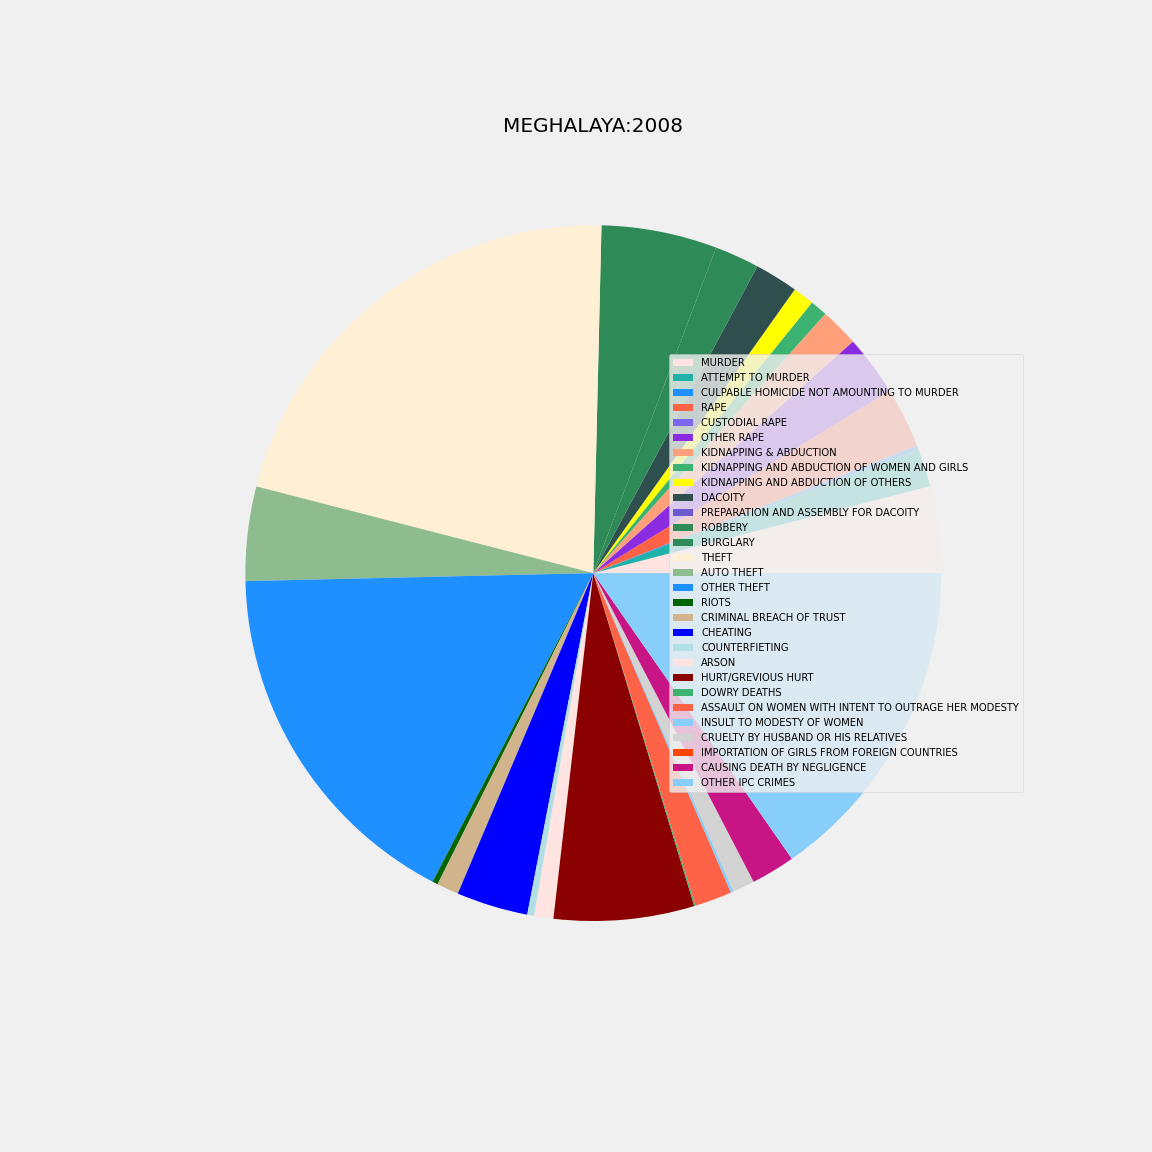 MEGHALAYA:2008
MURDER
ATTEMPT TO MURDER
CULPABLE HOMICIDE NOT AMOUNTING TO MURDER
RAPE
CUSTODIAL RAPE
OTHER RAPE
KIDNAPPING & ABDUCTION
KIDNAPPING AND ABDUCTION OF WOMEN AND GIRLS
KIDNAPPING AND ABDUCTION OF OTHERS
DACOITY
PREPARATION AND ASSEMBLY FOR DACOITY
ROBBERY
BURGLARY
THEFT
AUTO THEFT
OTHER THEFT
RIOTS
CRIMINAL BREACH OF TRUST
CHEATING
COUNTERFIETING
ARSON
HURT/GREVIOUS HURT
DOWRY DEATHS
ASSAULT ON WOMEN WITH INTENT TO OUTRAGE HER MODESTY
INSULT TO MODESTY OF WOMEN
CRUELTY BY HUSBAND OR HIS RELATIVES
IMPORTATION OF GIRLS FROM FOREIGN COUNTRIES
CAUSING DEATH BY NEGLIGENCE
OTHER IPC CRIMES